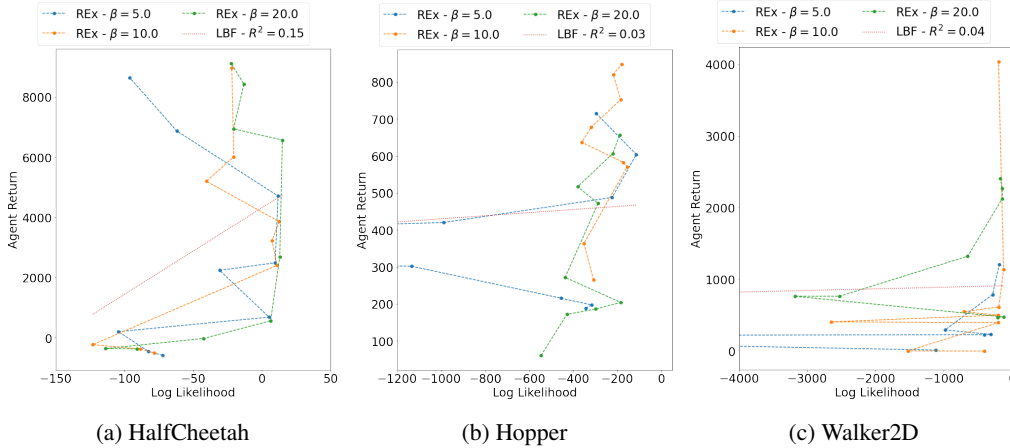 REx - β = 5.0
REx - β = 20.0
REx - β = 10.0
LBF - R² = 0.15
Agent Return
8000
6000
4000
2000
0
−150
−100
−50
0
50
Log Likelihood
(a) HalfCheetah
REx - β = 5.0
REx - β = 20.0
REx - β = 10.0
LBF - R² = 0.03
Agent Return
800
700
600
500
400
300
200
100
−1200
−1000
−800
−600
−400
−200
0
Log Likelihood
(b) Hopper
REx - β = 5.0
REx - β = 20.0
REx - β = 10.0
LBF - R² = 0.04
Agent Return
4000
3000
2000
1000
0
−4000
−3000
−2000
−1000
Log Likelihood
(c) Walker2D